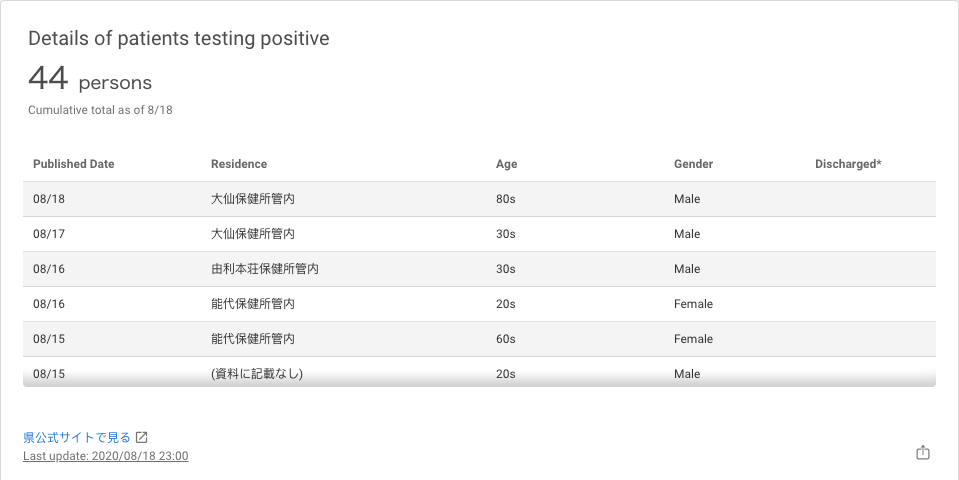 Details of patients testing positive
44 persons
Cumulative total as of 8/18
Published Date Residence Age Gender Discharged*
08/18 大仙保健所管内 80s Male
08/17 大仙保健所管内 30s Male
08/16 由利本荘保健所管内 30s Male
08/16 能代保健所管内 20s Female
08/15 能代保健所管内 60s Female
08/15 (資料に記載なし) 20s Male
県公式サイトで見る
Last update: 2020/08/18 23:00